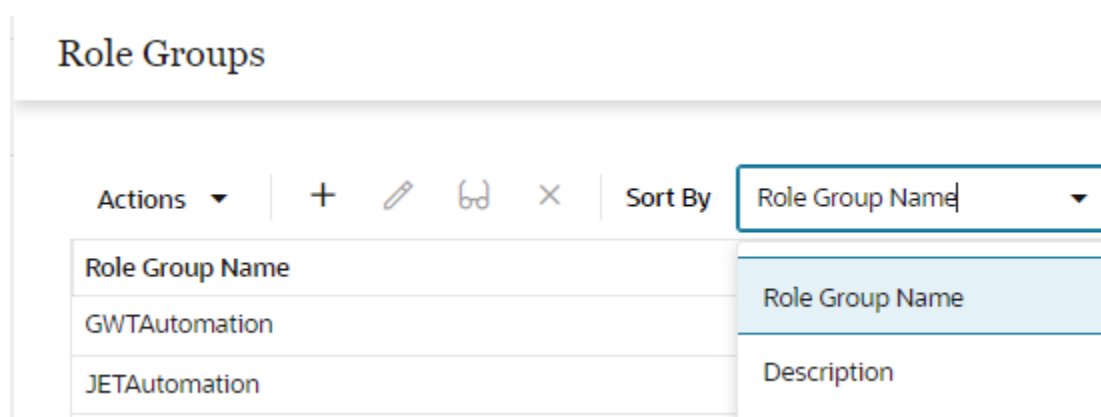 Role Groups
Actions Sort By Role Group Name
Role Group Name
Role Group Name
GWTAutomation
Description
JETAutomation